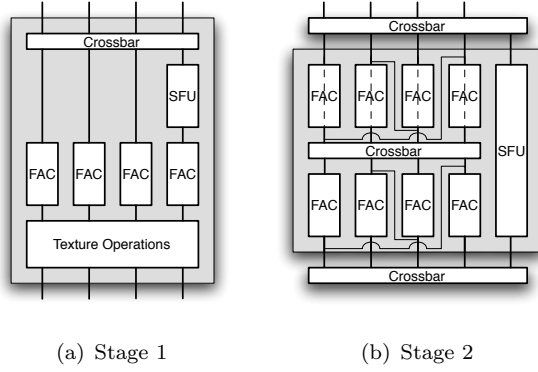 Crossbar
SFU
FAC FAC FAC FAC
Texture Operations
(a) Stage 1
Crossbar
FAC FAC FAC FAC
SFU
Crossbar
FAC FAC FAC FAC
Crossbar
(b) Stage 2